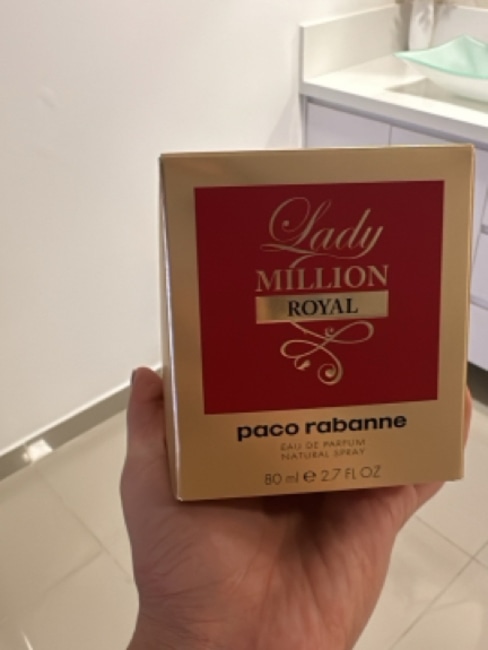 Lady
MILLION
ROYAL
paco rabanne
EAU DE PARFUM
NATURAL SPRAY
80 ml e 2.7 FL OZ